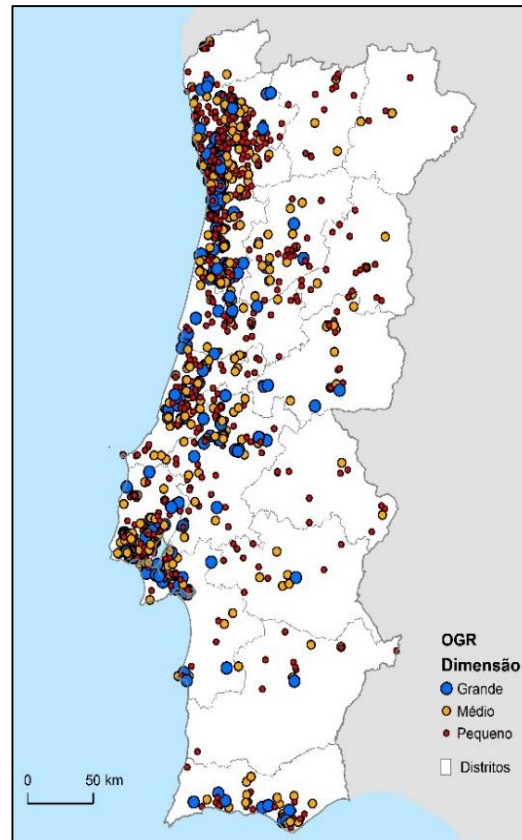 OGR
Dimensão
Grande
Médio
Pequeno
Distritos
0 50 km